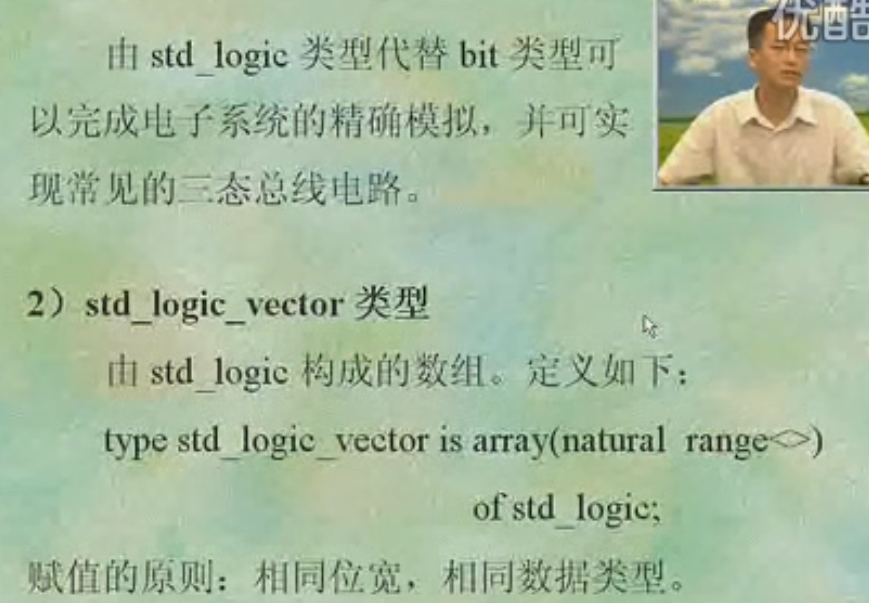 优酷
由 std_logic 类型代替 bit 类型可
以完成电子系统的精确模拟，并可实
现常见的三态总线电路。
2）std_logic_vector 类型
由 std_logic 构成的数组。定义如下：
type std_logic_vector is array(natural range<>)
of std_logic;
赋值的原则：相同位宽，相同数据类型。